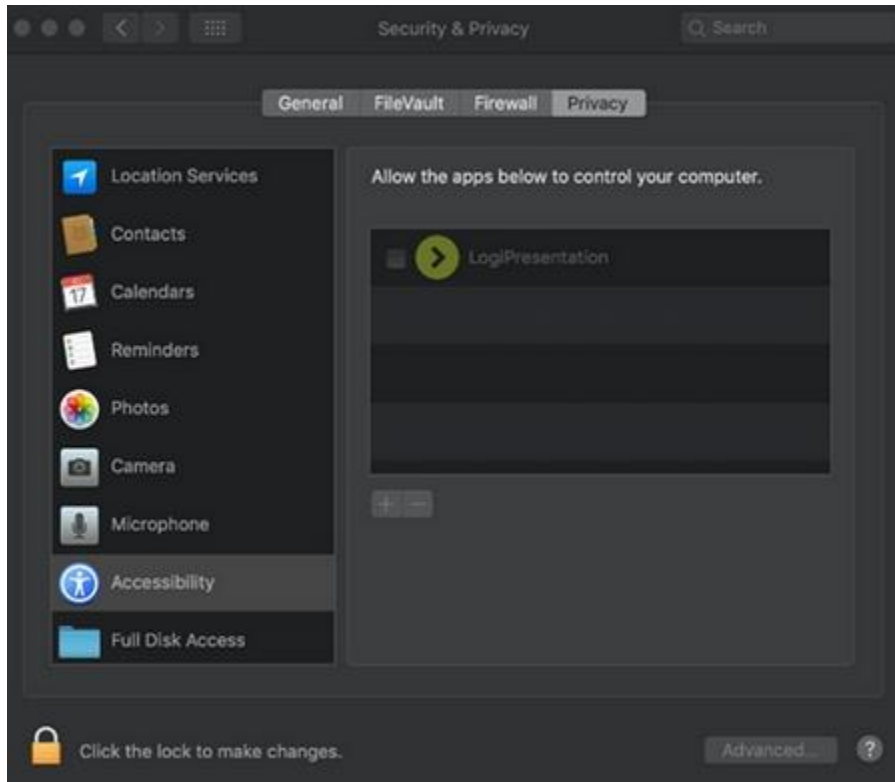 Security & Privacy
Search
General FileVault Firewall Privacy
Location Services
Contacts
17
Calendars
Reminders
Photos
Camera
Microphone
Accessibility
Full Disk Access
Allow the apps below to control your computer.
LogiPresentation
+ −
Click the lock to make changes.
Advanced...
?